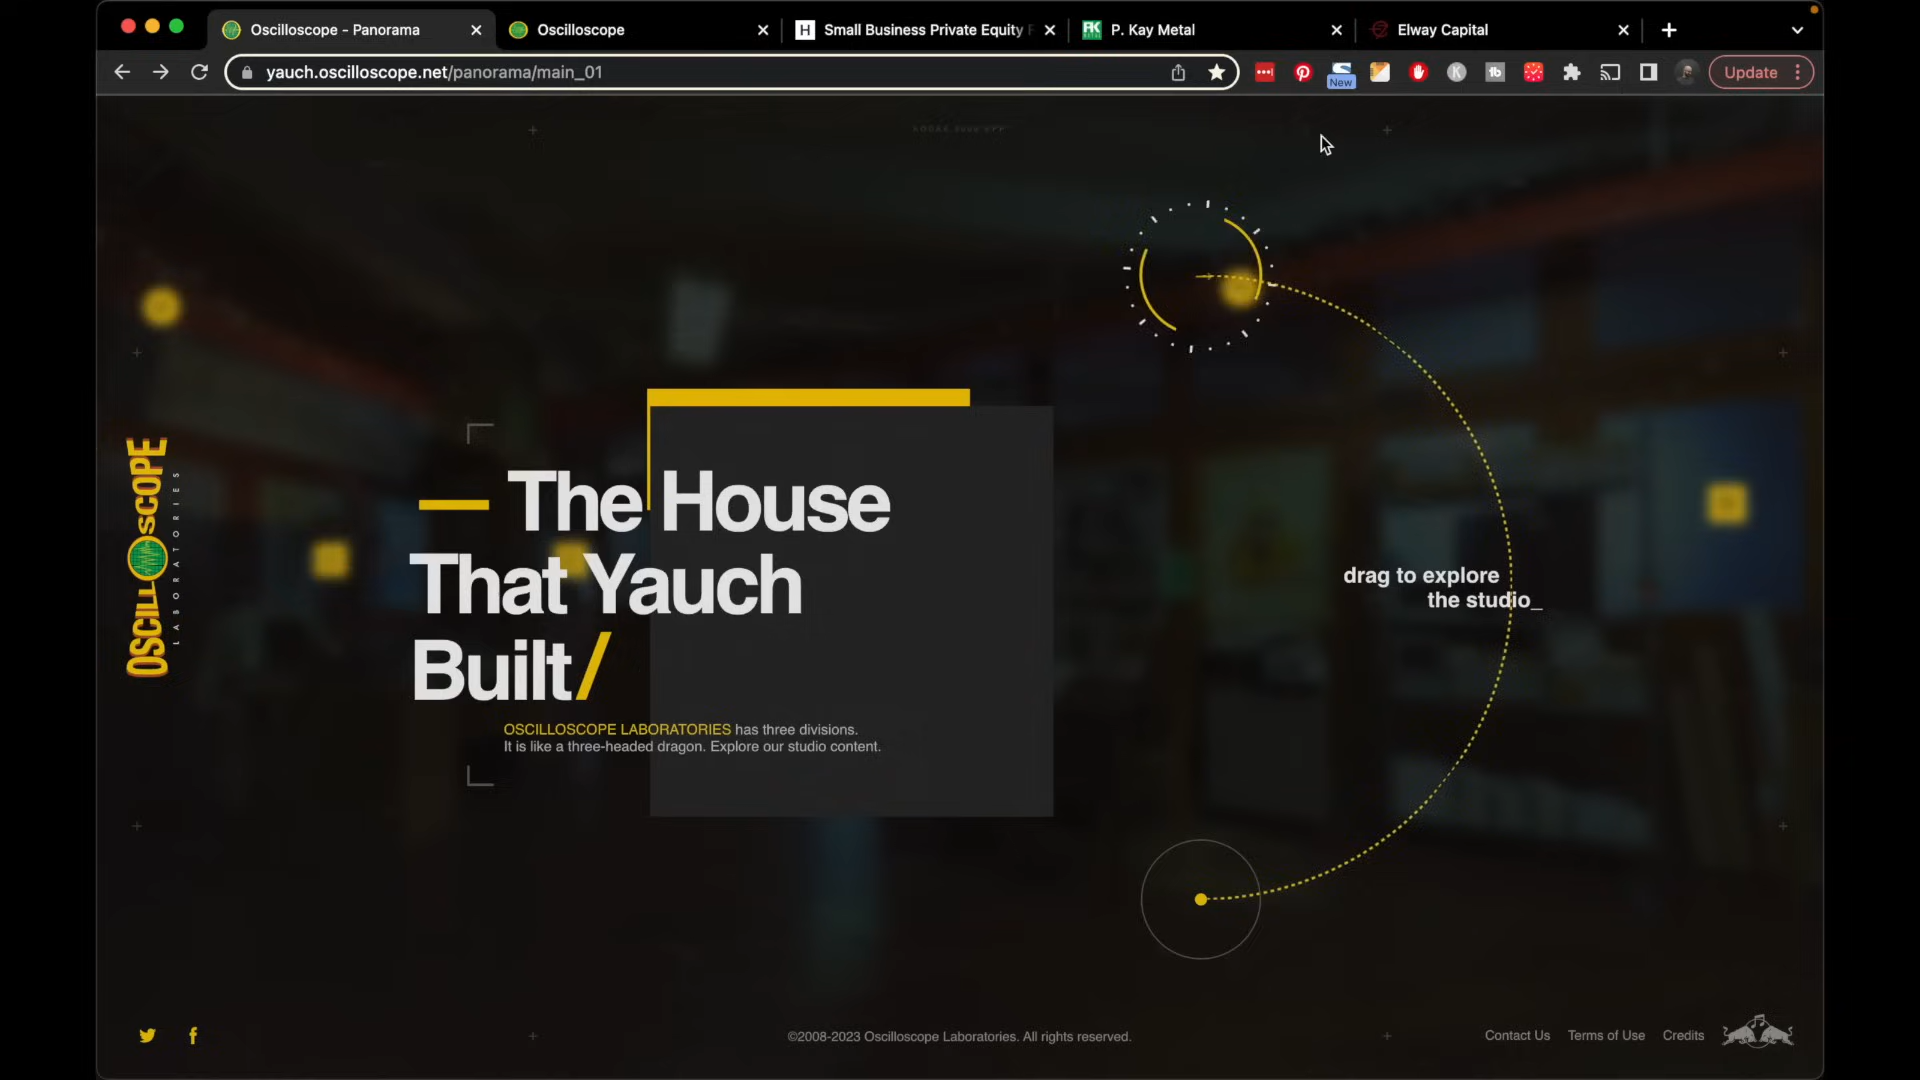 Oscilloscope - Panorama
Oscilloscope
H Small Business Private Equity F
P. Kay Metal
Elway Capital
yauch.oscilloscope.net/panorama/main_01
New
Update
OSCILLOSCOPE
LABORATORIES
The House
That Yauch
Built/
OSCILLOSCOPE LABORATORIES has three divisions.
It is like a three-headed dragon. Explore our studio content.
drag to explore
the studio_
©2008-2023 Oscilloscope Laboratories. All rights reserved.
Contact Us Terms of Use Credits